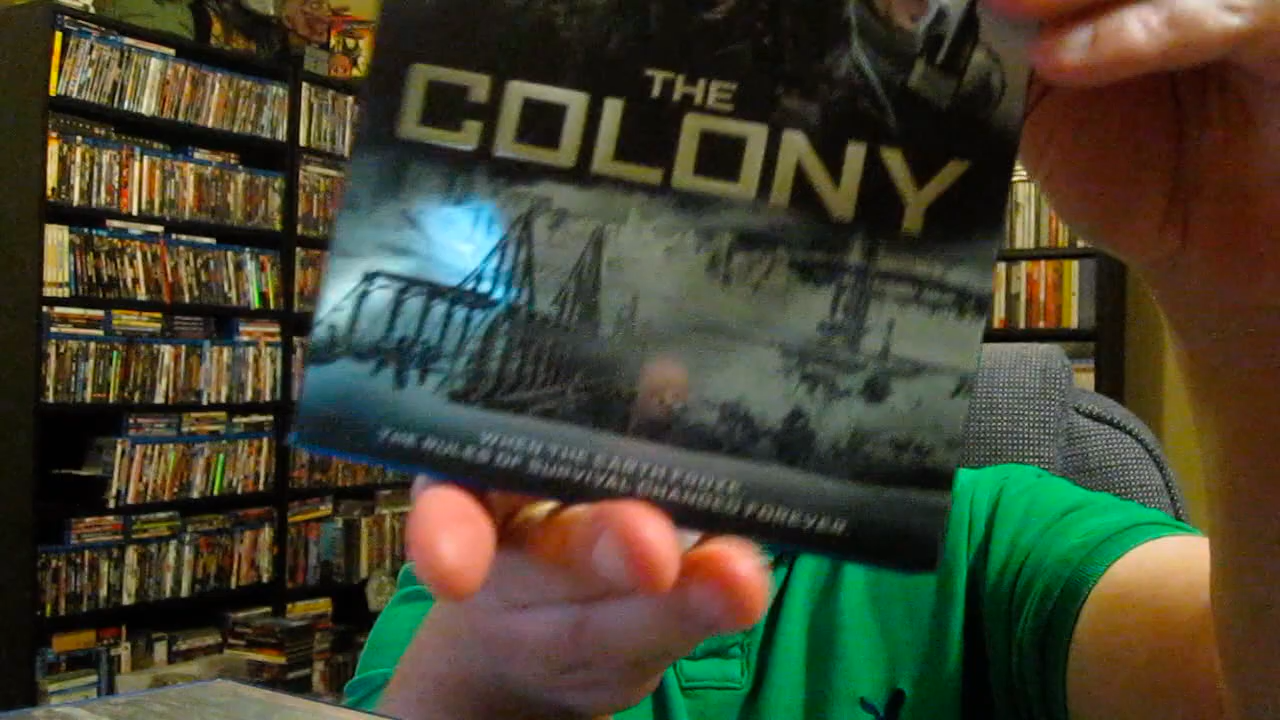 THE
COLONY
WHEN THE EARTH FROZE
THE RULES OF SURVIVAL CHANGED FOREVER.